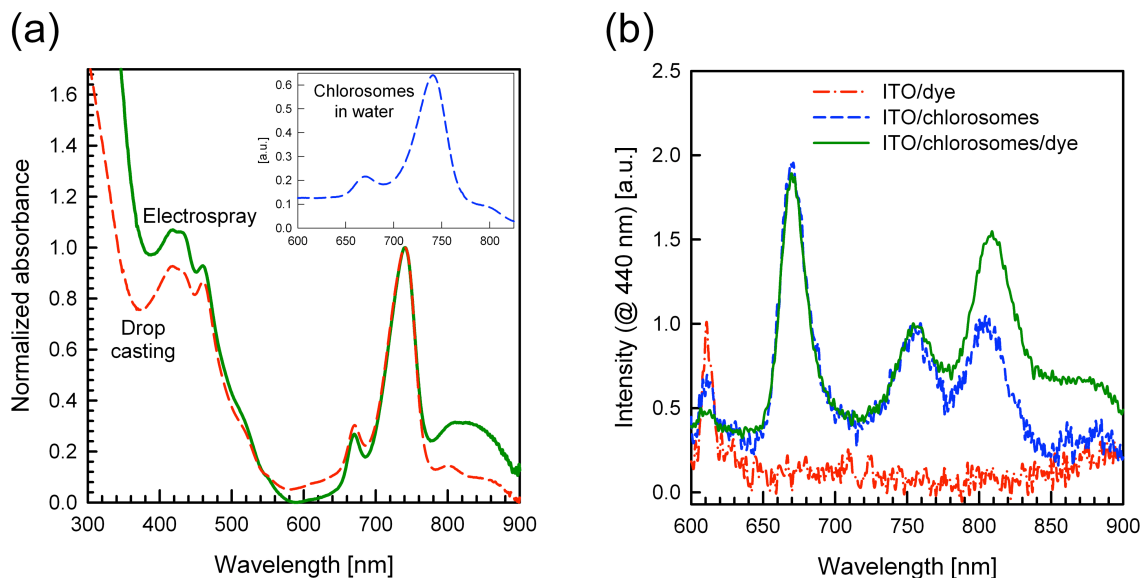 (a)
(b)
Normalized absorbance
1.6
1.4
1.2
1.0
0.8
0.6
0.4
0.2
0.0
300 400 500 600 700 800 900
Wavelength [nm]
Electrospray
Drop
casting
Chlorosomes
in water
[a.u.]
0.6
0.5
0.4
0.3
0.2
0.1
0.0
600 650 700 750 800
Intensity (@ 440 nm) [a.u.]
2.5
2.0
1.5
1.0
0.5
0.0
600 650 700 750 800 850 900
Wavelength [nm]
ITO/dye
ITO/chlorosomes
ITO/chlorosomes/dye